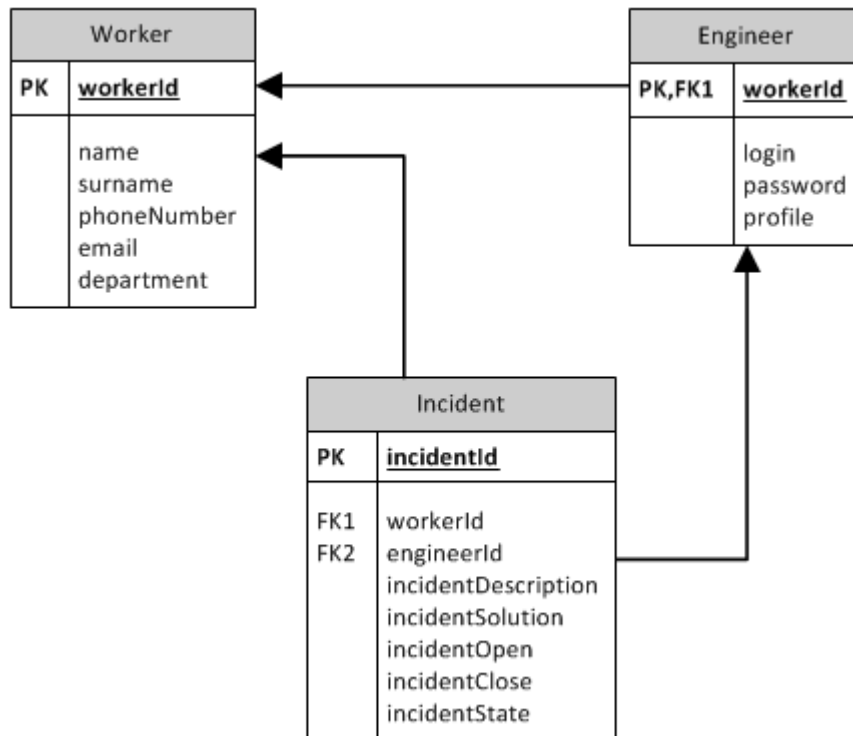 Worker
PK workerId
name
surname
phoneNumber
email
department
Engineer
PK,FK1 workerId
login
password
profile
Incident
PK incidentId
FK1 workerId
FK2 engineerId
incidentDescription
incidentSolution
incidentOpen
incidentClose
incidentState